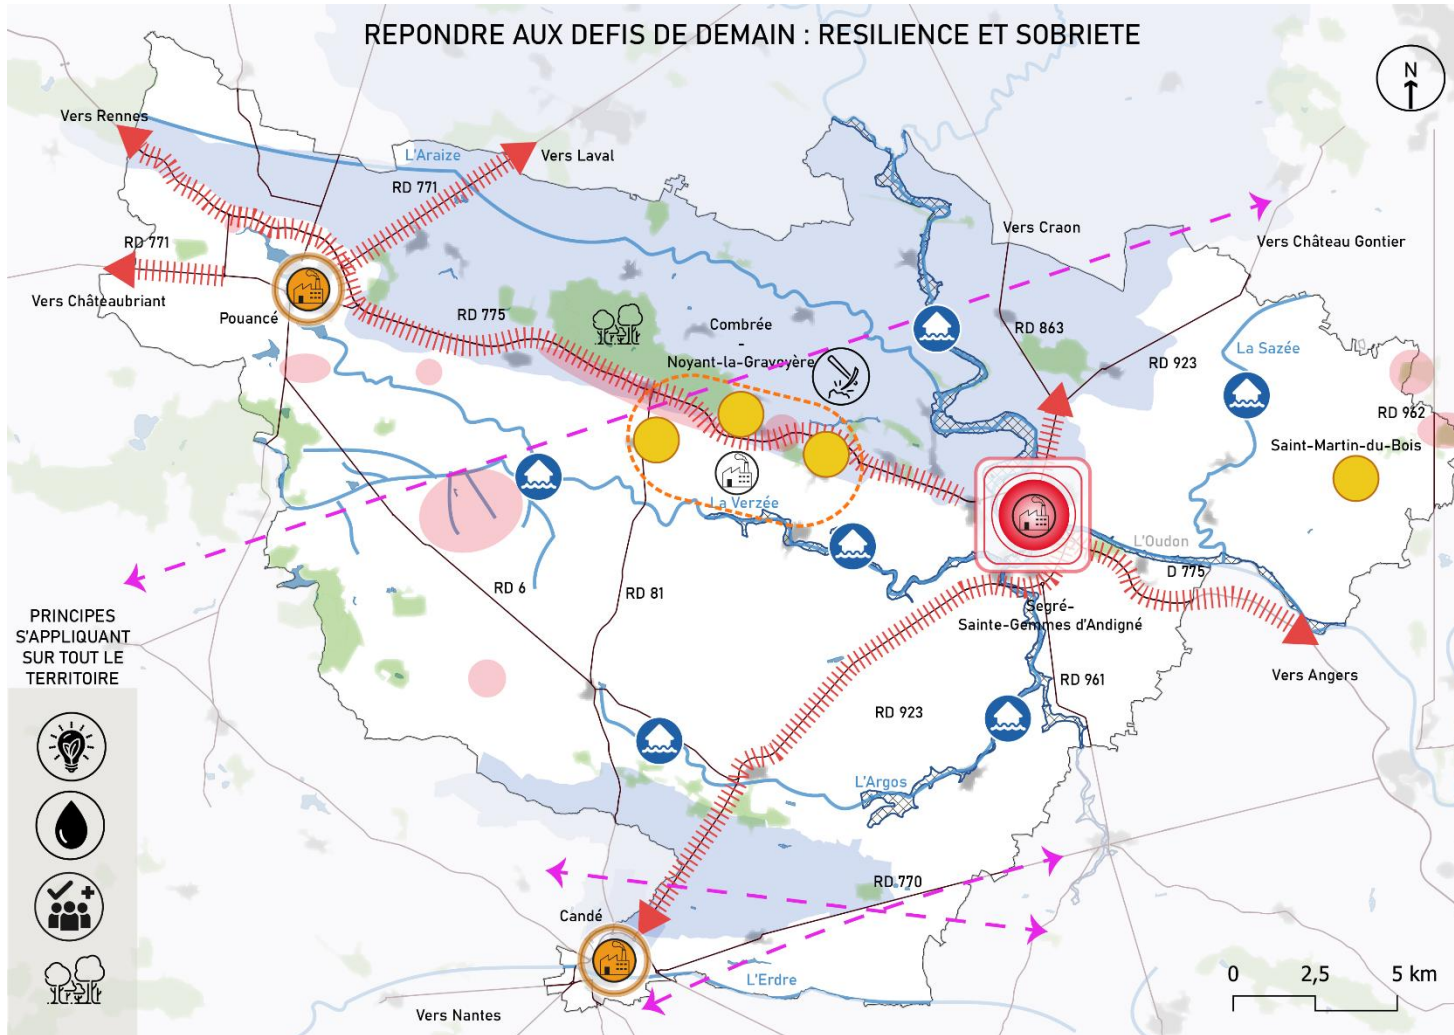 REPONDRE AUX DEFIS DE DEMAIN : RESILIENCE ET SOBRIETE
N
Vers Rennes
L'Araize
Vers Laval
RD 771
Vers Craon
RD 771
Vers Château Gontier
Vers Châteaubriant
Pouancé
RD 775
Combrée
-
Noyant-la-Gravoyère
RD 863
RD 923
La Sazée
RD 962
Saint-Martin-du-Bois
La Verzée
L'Oudon
D 775
RD 6
RD 81
Segré-
Sainte-Gemmes d'Andigné
PRINCIPES
S'APPLIQUANT
SUR TOUT LE
TERRITOIRE
Vers Angers
RD 961
RD 923
L'Argos
RD 770
Candé
L'Erdre
Vers Nantes
0 2,5 5 km